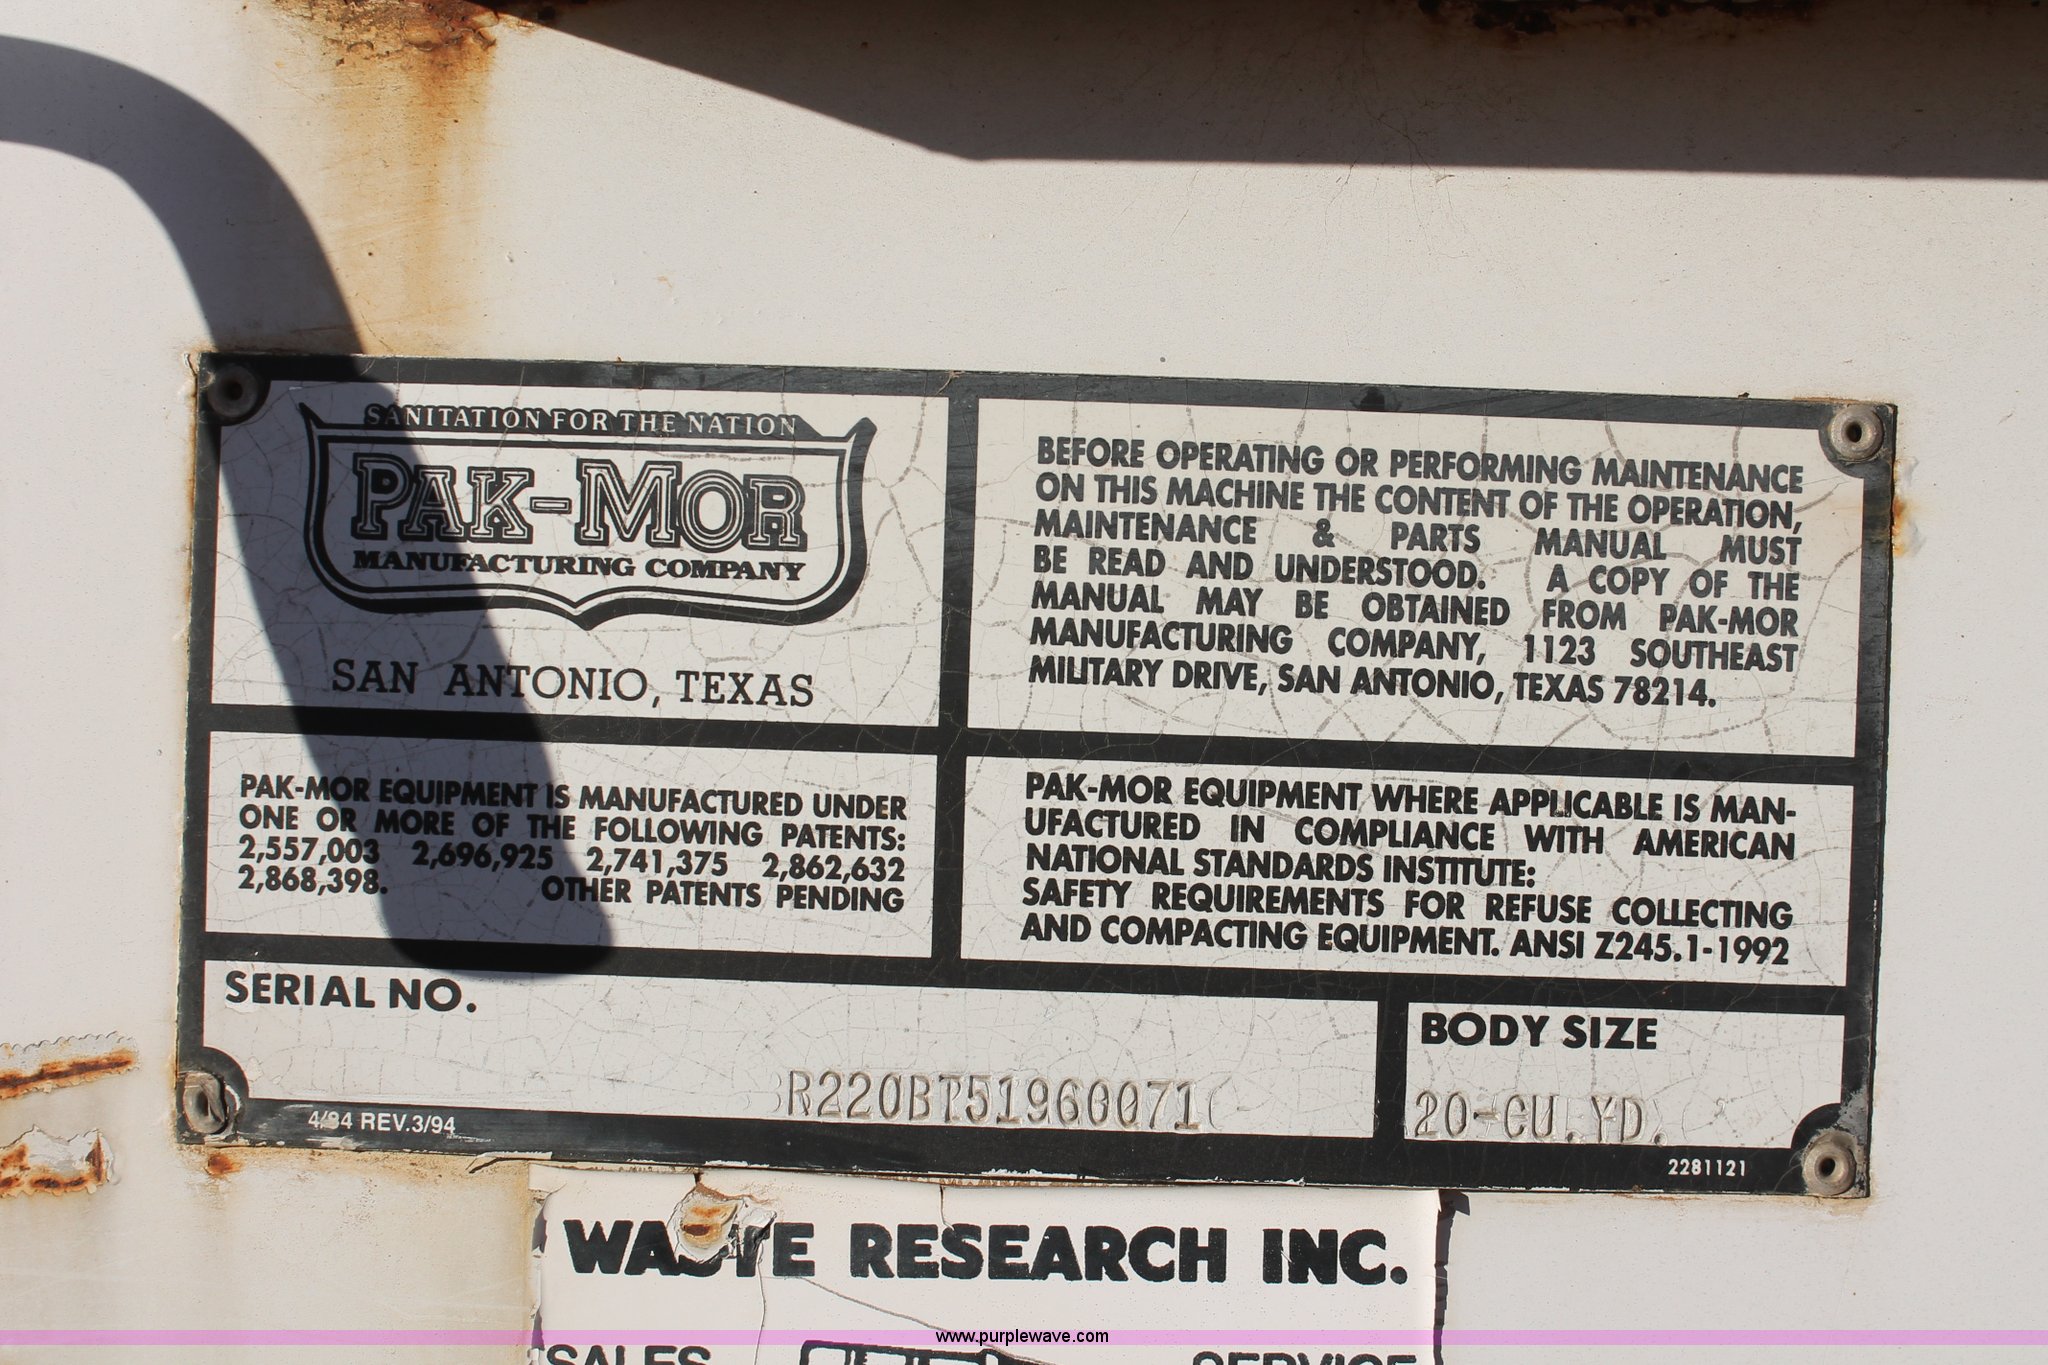 SANITATION FOR THE NATION
PAK-MOR
MANUFACTURING COMPANY
SAN ANTONIO, TEXAS
BEFORE OPERATING OR PERFORMING MAINTENANCE
ON THIS MACHINE THE CONTENT OF THE OPERATION,
MAINTENANCE & PARTS MANUAL MUST
BE READ AND UNDERSTOOD. A COPY OF THE
MANUAL MAY BE OBTAINED FROM PAK-MOR
MANUFACTURING COMPANY, 1123 SOUTHEAST
MILITARY DRIVE, SAN ANTONIO, TEXAS 78214.
PAK-MOR EQUIPMENT IS MANUFACTURED UNDER
ONE OR MORE OF THE FOLLOWING PATENTS:
2,557,003 2,696,925 2,741,375 2,862,632
2,868,398. OTHER PATENTS PENDING
PAK-MOR EQUIPMENT WHERE APPLICABLE IS MAN-
UFACTURED IN COMPLIANCE WITH AMERICAN
NATIONAL STANDARDS INSTITUTE:
SAFETY REQUIREMENTS FOR REFUSE COLLECTING
AND COMPACTING EQUIPMENT. ANSI Z245.1-1992
SERIAL NO.
R220BT51960071
BODY SIZE
20-CU.YD.
4/84 REV.3/94
2281121
WASTE RESEARCH INC.
SALES SERVICE
www.purplewave.com